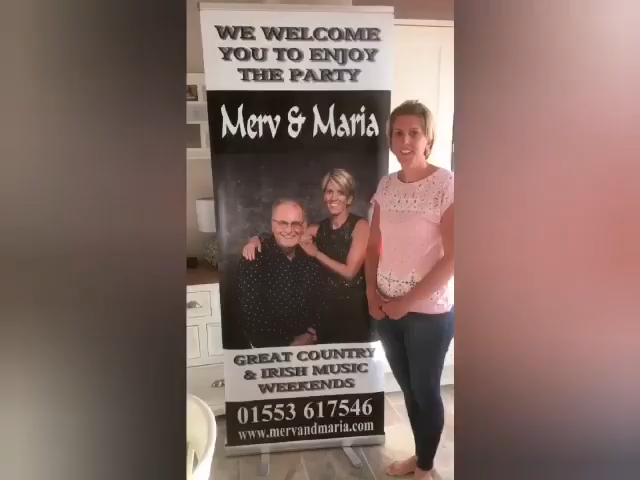 WE WELCOME
YOU TO ENJOY
THE PARTY
Merv & Maria
GREAT COUNTRY
& IRISH MUSIC
WEEKENDS
01553 617546
www.mervandmaria.com